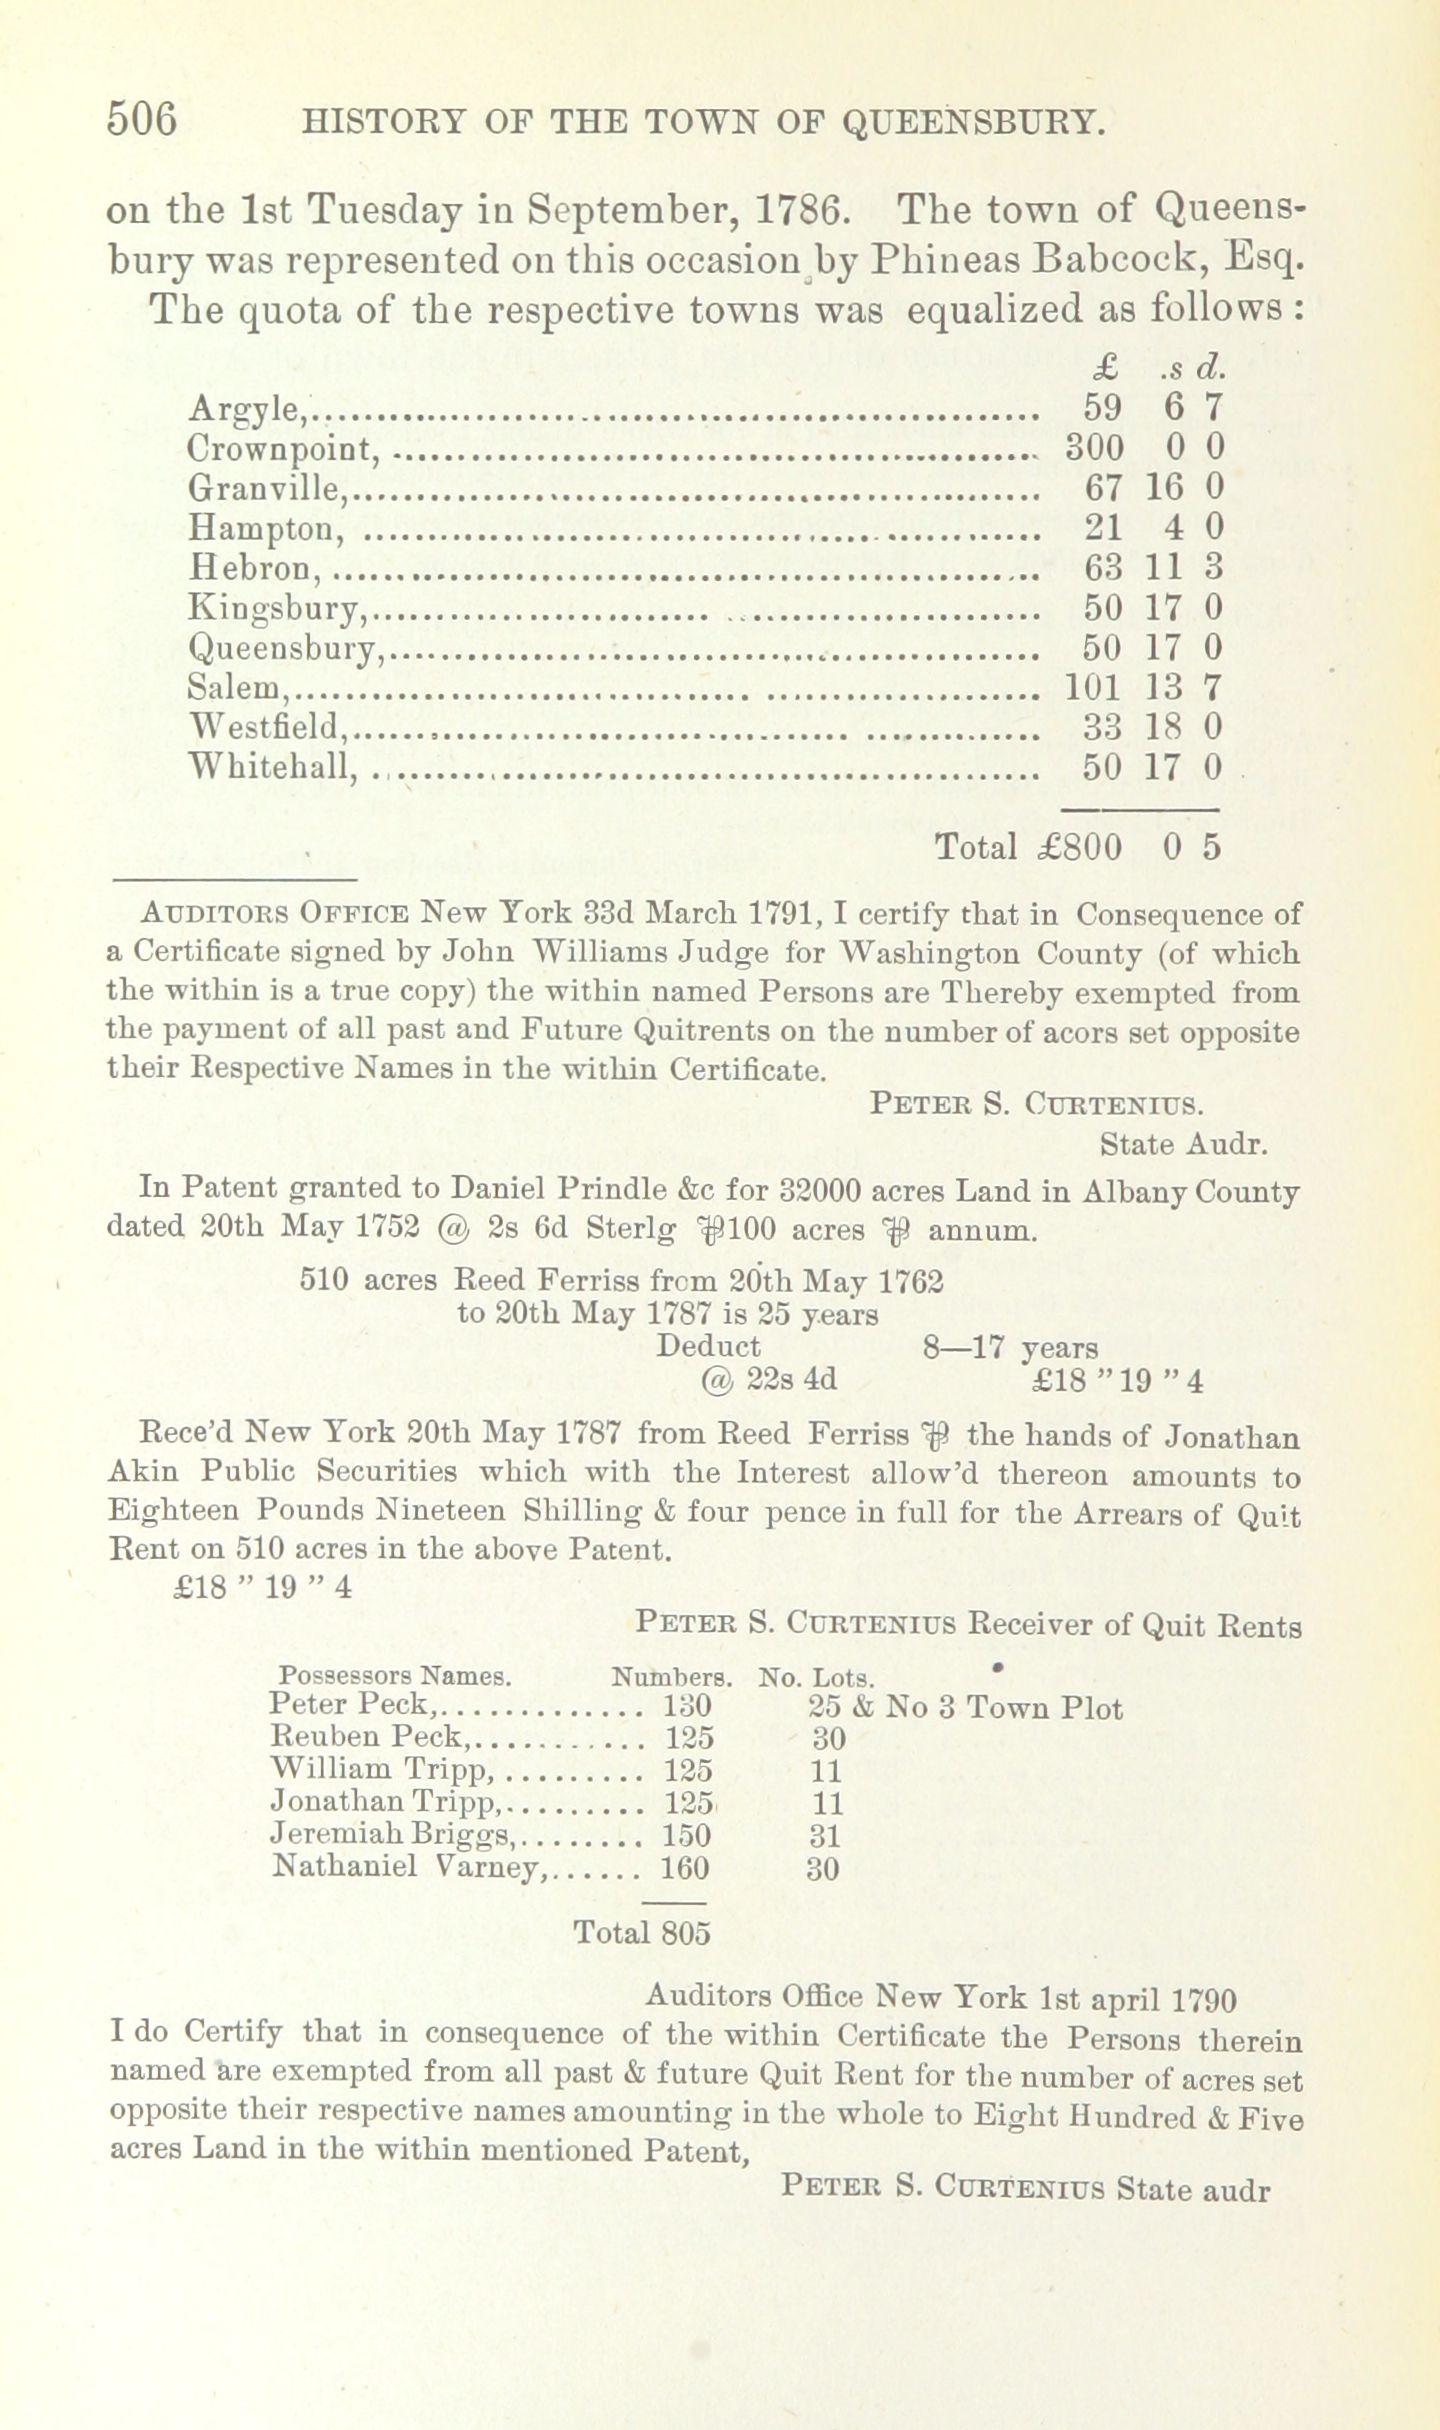 506 HISTORY OF THE TOWN OF QUEENSBURY.
on the 1st Tuesday in September, 1786. The town of Queens-
bury was represented on this occasion by Phineas Babcock, Esq.
The quota of the respective towns was equalized as follows :
£ .s d.
Argyle,.......................................................... 59 6 7
Crownpoint, .................................................. 300 0 0
Granville,...................................................... 67 16 0
Hampton, ..................................................... 21 4 0
Hebron, ........................................................ 63 11 3
Kingsbury,..................................................... 50 17 0
Queensbury,................................................... 50 17 0
Salem,.......................................................... 101 13 7
Westfield,...................................................... 33 18 0
Whitehall, ..................................................... 50 17 0
Total £800 0 5
AUDITORS OFFICE New York 33d March 1791, I certify that in Consequence of
a Certificate signed by John Williams Judge for Washington County (of which
the within is a true copy) the within named Persons are Thereby exempted from
the payment of all past and Future Quitrents on the number of acors set opposite
their Respective Names in the within Certificate.
PETER S. CURTENIUS.
State Audr.
In Patent granted to Daniel Prindle &c for 32000 acres Land in Albany County
dated 20th May 1752 @ 2s 6d Sterlg ⅌100 acres ⅌ annum.
510 acres Reed Ferriss from 20th May 1762
to 20th May 1787 is 25 years
Deduct 8—17 years
@ 22s 4d £18 ” 19 ” 4
Rece’d New York 20th May 1787 from Reed Ferriss ⅌ the hands of Jonathan
Akin Public Securities which with the Interest allow’d thereon amounts to
Eighteen Pounds Nineteen Shilling & four pence in full for the Arrears of Quit
Rent on 510 acres in the above Patent.
£18 ” 19 ” 4
PETER S. CURTENIUS Receiver of Quit Rents
Possessors Names. Numbers. No. Lots.
Peter Peck,.............. 130 25 & No 3 Town Plot
Reuben Peck,........... 125 30
William Tripp, ......... 125 11
Jonathan Tripp,......... 125 11
Jeremiah Briggs,........ 150 31
Nathaniel Varney,...... 160 30
Total 805
Auditors Office New York 1st april 1790
I do Certify that in consequence of the within Certificate the Persons therein
named are exempted from all past & future Quit Rent for the number of acres set
opposite their respective names amounting in the whole to Eight Hundred & Five
acres Land in the within mentioned Patent,
PETER S. CURTENIUS State audr